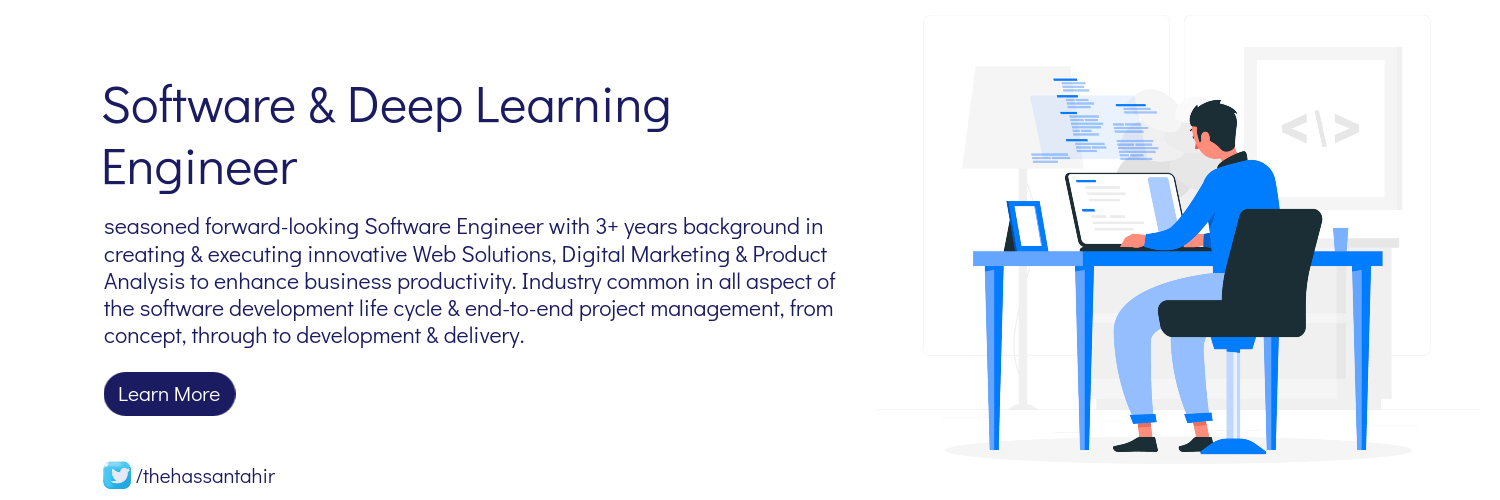 Software & Deep Learning
Engineer
seasoned forward-looking Software Engineer with 3+ years background in
creating & executing innovative Web Solutions, Digital Marketing & Product
Analysis to enhance business productivity. Industry common in all aspect of
the software development life cycle & end-to-end project management, from
concept, through to development & delivery.
Learn More
/thehassantahir
<\>